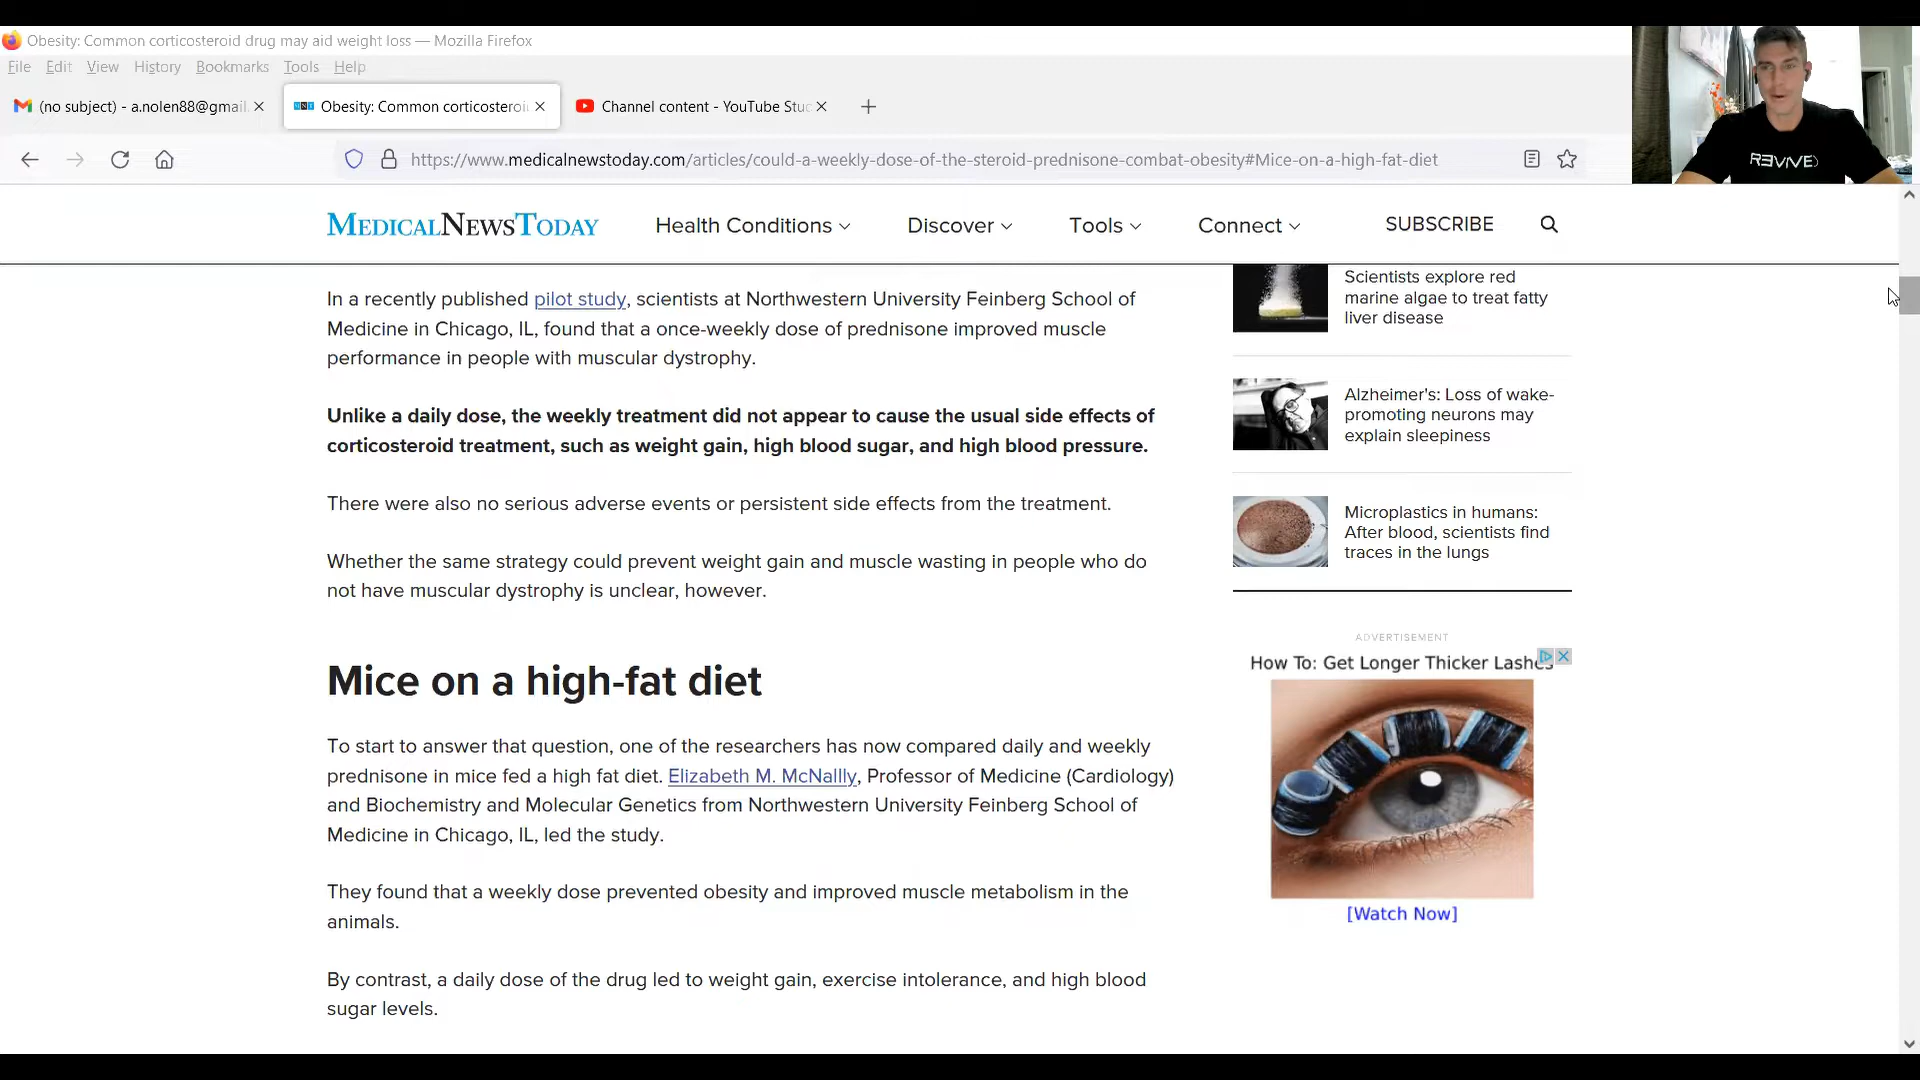 Obesity: Common corticosteroid drug may aid weight loss — Mozilla Firefox
File Edit View History Bookmarks Tools Help
(no subject) - a.nolen88@gmail.
Obesity: Common corticosteroi
Channel content - YouTube Stu
https://www.medicalnewstoday.com/articles/could-a-weekly-dose-of-the-steroid-prednisone-combat-obesity#Mice-on-a-high-fat-diet
REVIVE
MEDICALNEWSTODAY
Health Conditions
Discover
Tools
Connect
SUBSCRIBE
In a recently published pilot study, scientists at Northwestern University Feinberg School of
Medicine in Chicago, IL, found that a once-weekly dose of prednisone improved muscle
performance in people with muscular dystrophy.
Unlike a daily dose, the weekly treatment did not appear to cause the usual side effects of
corticosteroid treatment, such as weight gain, high blood sugar, and high blood pressure.
There were also no serious adverse events or persistent side effects from the treatment.
Whether the same strategy could prevent weight gain and muscle wasting in people who do
not have muscular dystrophy is unclear, however.
Mice on a high-fat diet
To start to answer that question, one of the researchers has now compared daily and weekly
prednisone in mice fed a high fat diet. Elizabeth M. McNallly, Professor of Medicine (Cardiology)
and Biochemistry and Molecular Genetics from Northwestern University Feinberg School of
Medicine in Chicago, IL, led the study.
They found that a weekly dose prevented obesity and improved muscle metabolism in the
animals.
By contrast, a daily dose of the drug led to weight gain, exercise intolerance, and high blood
sugar levels.
Scientists explore red
marine algae to treat fatty
liver disease
Alzheimer's: Loss of wake-
promoting neurons may
explain sleepiness
Microplastics in humans:
After blood, scientists find
traces in the lungs
ADVERTISEMENT
How To: Get Longer Thicker Lashes
[Watch Now]